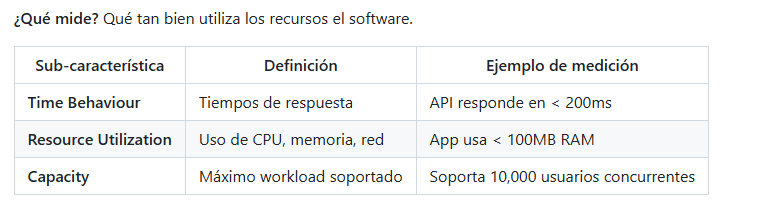 ¿Qué mide? Qué tan bien utiliza los recursos el software.
Sub-característica Definición Ejemplo de medición
Time Behaviour Tiempos de respuesta API responde en < 200ms
Resource Utilization Uso de CPU, memoria, red App usa < 100MB RAM
Capacity Máximo workload soportado Soporta 10,000 usuarios concurrentes